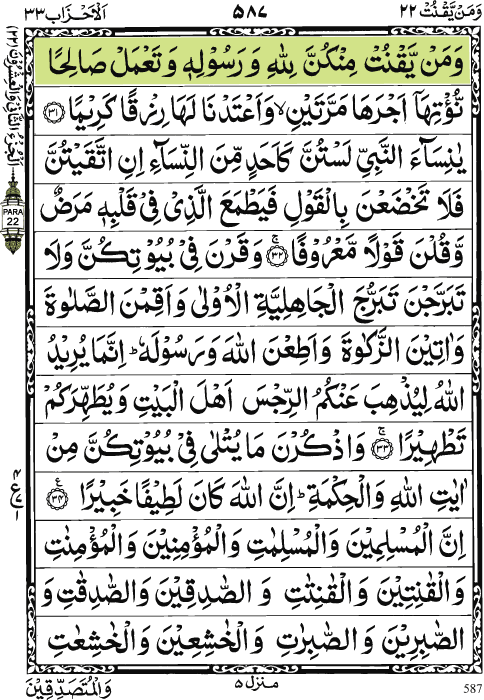 وَمَنْ يَّقْنُتْ ٢٢
٥٨٧
اَلْاَحْزَاب ٣٣
وَمَنْ يَّقْنُتْ مِنْكُنَّ لِلّٰهِ وَرَسُوْلِهٖ وَتَعْمَلْ صَالِحًا
نُّؤْتِهَاۤ اَجْرَهَا مَرَّتَيْنِۙ وَاَعْتَدْنَا لَهَا رِزْقًا كَرِيْمًا ﴿٣١﴾
يٰنِسَآءَ النَّبِىِّ لَسْتُنَّ كَاَحَدٍ مِّنَ النِّسَآءِ اِنِ اتَّقَيْتُنَّ
فَلَا تَخْضَعْنَ بِالْقَوْلِ فَيَطْمَعَ الَّذِىْ فِىْ قَلْبِهٖ مَرَضٌ
وَّقُلْنَ قَوْلًا مَّعْرُوْفًا ۚ﴿٣٢﴾ وَقَرْنَ فِىْ بُيُوْتِكُنَّ وَلَا
تَبَرَّجْنَ تَبَرُّجَ الْجَاهِلِيَّةِ الْاُوْلٰى وَاَقِمْنَ الصَّلٰوةَ
وَاٰتِيْنَ الزَّكٰوةَ وَاَطِعْنَ اللّٰهَ وَرَسُوْلَهٗ ؕ اِنَّمَا يُرِيْدُ
اللّٰهُ لِيُذْهِبَ عَنْكُمُ الرِّجْسَ اَهْلَ الْبَيْتِ وَيُطَهِّرَكُمْ
تَطْهِيْرًا ۚ﴿٣٣﴾ وَاذْكُرْنَ مَا يُتْلٰى فِىْ بُيُوْتِكُنَّ مِنْ
اٰيٰتِ اللّٰهِ وَالْحِكْمَةِ ؕ اِنَّ اللّٰهَ كَانَ لَطِيْفًا خَبِيْرًا ﴿٣٤﴾ ع
اِنَّ الْمُسْلِمِيْنَ وَالْمُسْلِمٰتِ وَالْمُؤْمِنِيْنَ وَالْمُؤْمِنٰتِ
وَالْقٰنِتِيْنَ وَالْقٰنِتٰتِ وَالصّٰدِقِيْنَ وَالصّٰدِقٰتِ وَ
الصّٰبِرِيْنَ وَالصّٰبِرٰتِ وَالْخٰشِعِيْنَ وَالْخٰشِعٰتِ
منزل ٥
وَالْمُتَصَدِّقِيْنَ
587
PARA
22